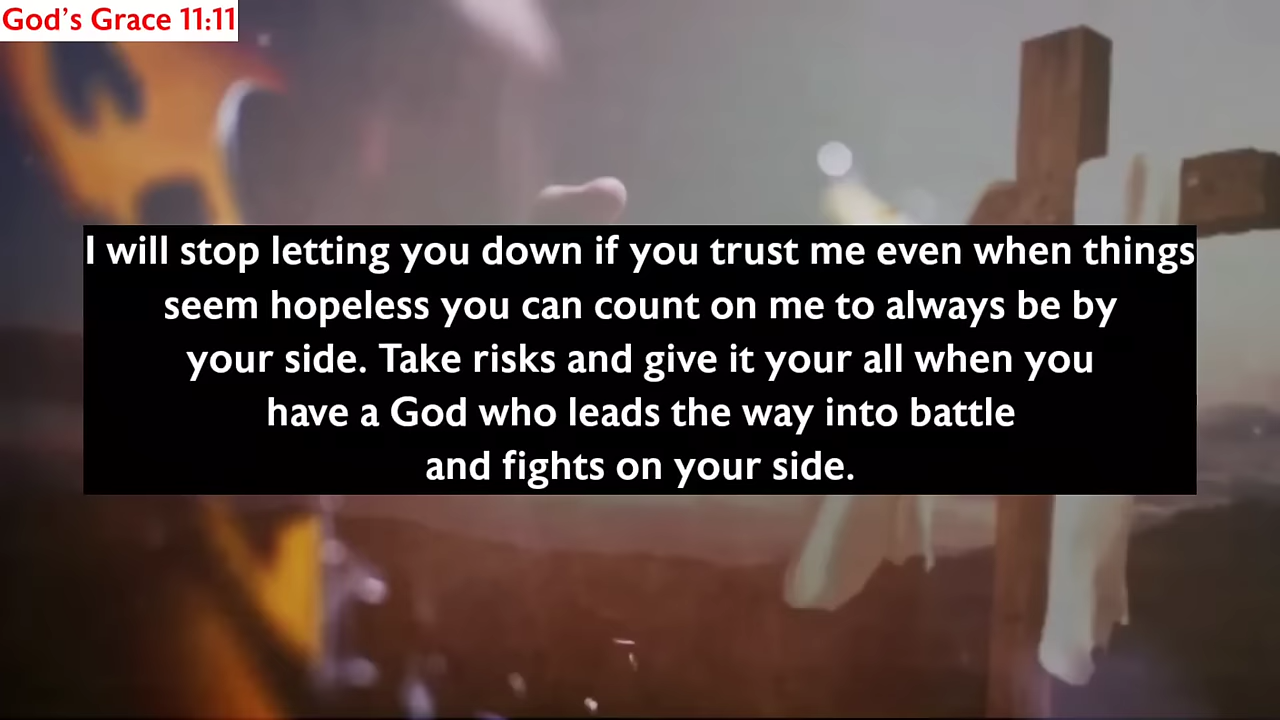 God's Grace 11:11
I will stop letting you down if you trust me even when things
seem hopeless you can count on me to always be by
your side. Take risks and give it your all when you
have a God who leads the way into battle
and fights on your side.